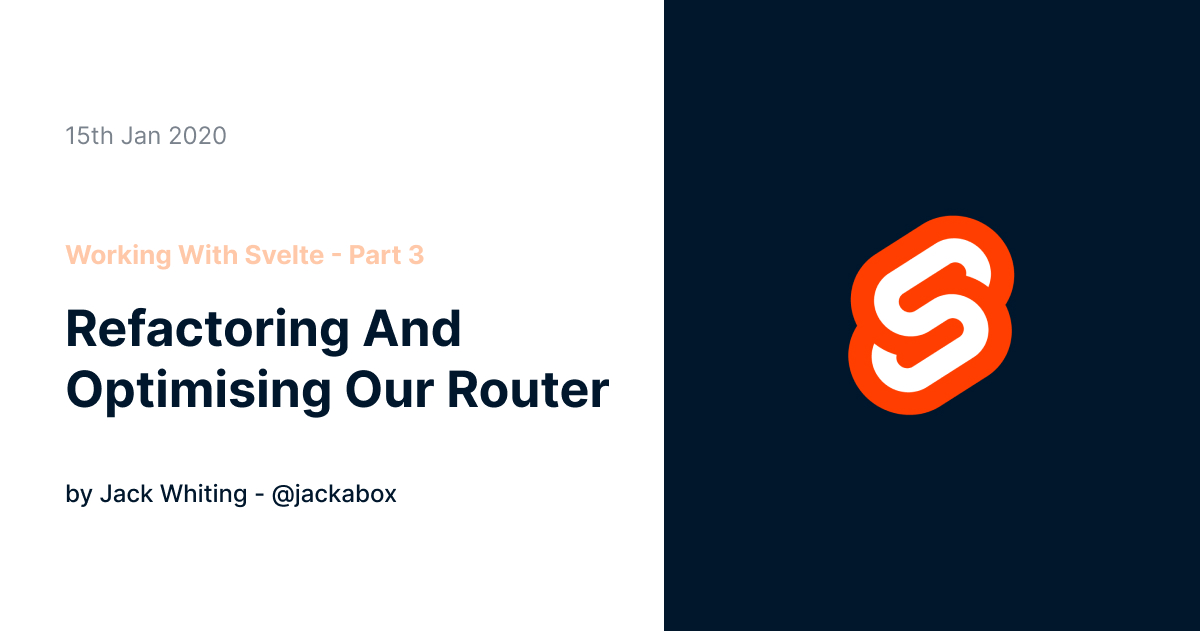 15th Jan 2020
Working With Svelte - Part 3
Refactoring And
Optimising Our Router
by Jack Whiting - @jackabox